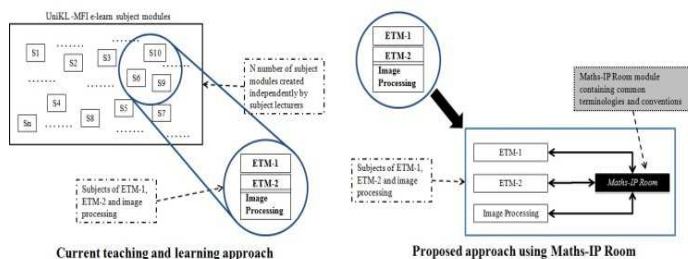 UniKL -MFI e-learn subject modules
S1
S2
S3
S10
S6
S9
S4
S8
S5
S7
Sn
N number of subject
modules created
independently by
subject lecturers
ETM-1
ETM-2
Image
Processing
Subjects of ETM-1,
ETM-2 and image
processing
Current teaching and learning approach
ETM-1
ETM-2
Image
Processing
Maths-IP Room module
containing common
terminologies and conventions
Subjects of ETM-1,
ETM-2 and image
processing
ETM-1
ETM-2
Image Processing
Maths-IP Room
Proposed approach using Maths-IP Room